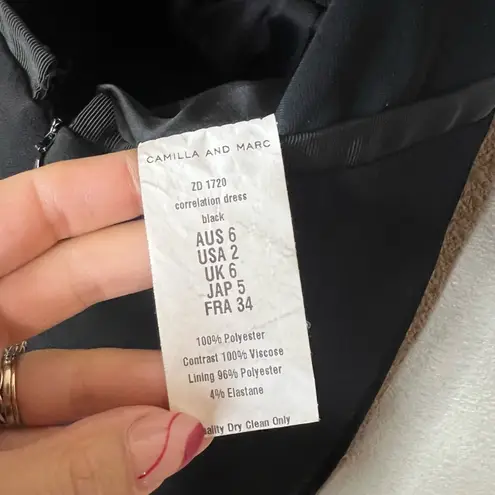 CAMILLA AND MARC
ZD 1720
correlation dress
black
AUS 6
USA 2
UK 6
JAP 5
FRA 34
100% Polyester
Contrast 100% Viscose
Lining 96% Polyester
4% Elastane
Dry Clean Only